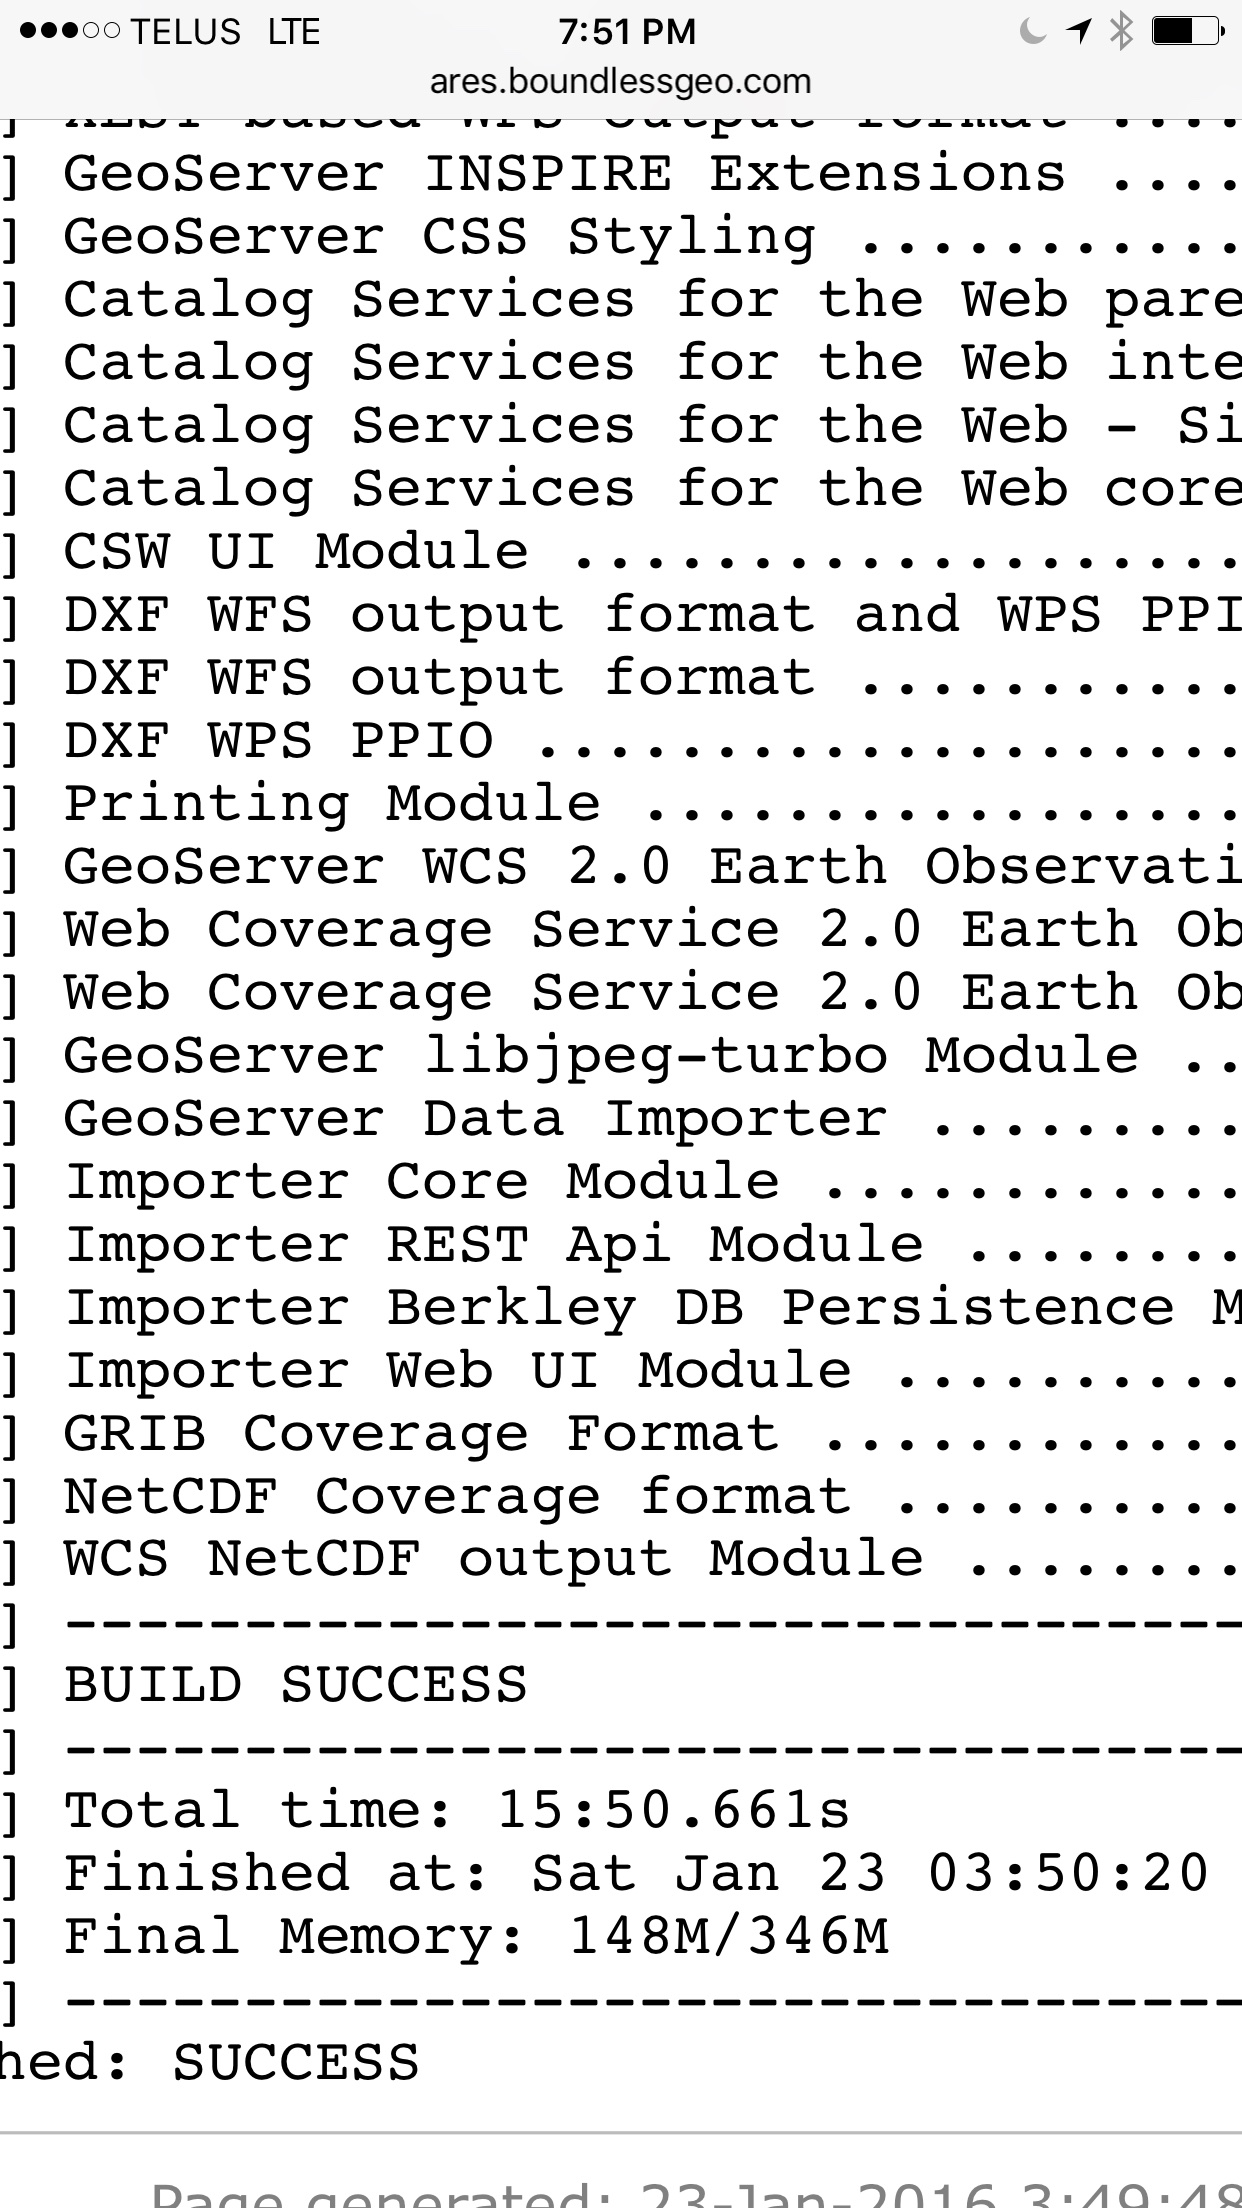 TELUS LTE 7:51 PM
ares.boundlessgeo.com
] XLST based WPS output format ....
] GeoServer INSPIRE Extensions ....
] GeoServer CSS Styling ...........
] Catalog Services for the Web pare
] Catalog Services for the Web inte
] Catalog Services for the Web - Si
] Catalog Services for the Web core
] CSW UI Module ...................
] DXF WFS output format and WPS PPI
] DXF WFS output format ...........
] DXF WPS PPIO ....................
] Printing Module .................
] GeoServer WCS 2.0 Earth Observati
] Web Coverage Service 2.0 Earth Ob
] Web Coverage Service 2.0 Earth Ob
] GeoServer libjpeg-turbo Module ..
] GeoServer Data Importer .........
] Importer Core Module ............
] Importer REST Api Module ........
] Importer Berkley DB Persistence M
] Importer Web UI Module ..........
] GRIB Coverage Format ............
] NetCDF Coverage format ..........
] WCS NetCDF output Module ........
] ---------------------------------
] BUILD SUCCESS
] ---------------------------------
] Total time: 15:50.661s
] Finished at: Sat Jan 23 03:50:20
] Final Memory: 148M/346M
] ---------------------------------
hed: SUCCESS
Page generated: 23-Jan-2016 3:49:48